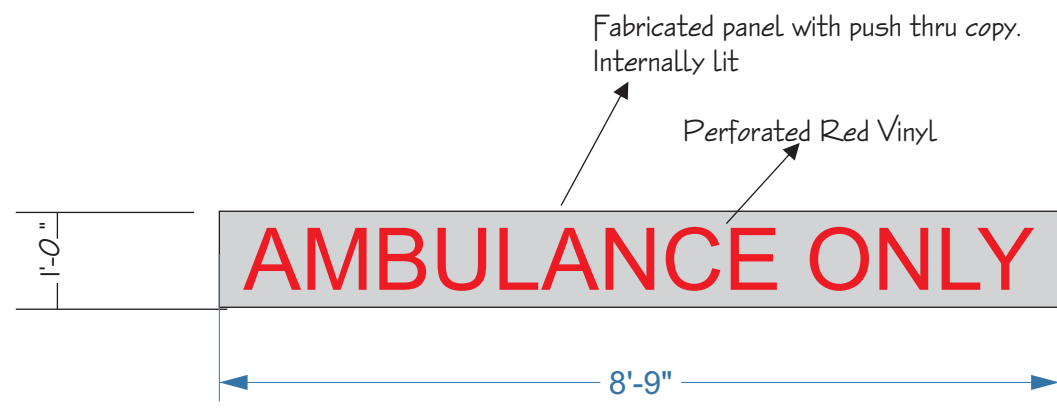 Fabricated panel with push thru copy.
Internally lit
Perforated Red Vinyl
1'-0"
AMBULANCE ONLY
8'-9"